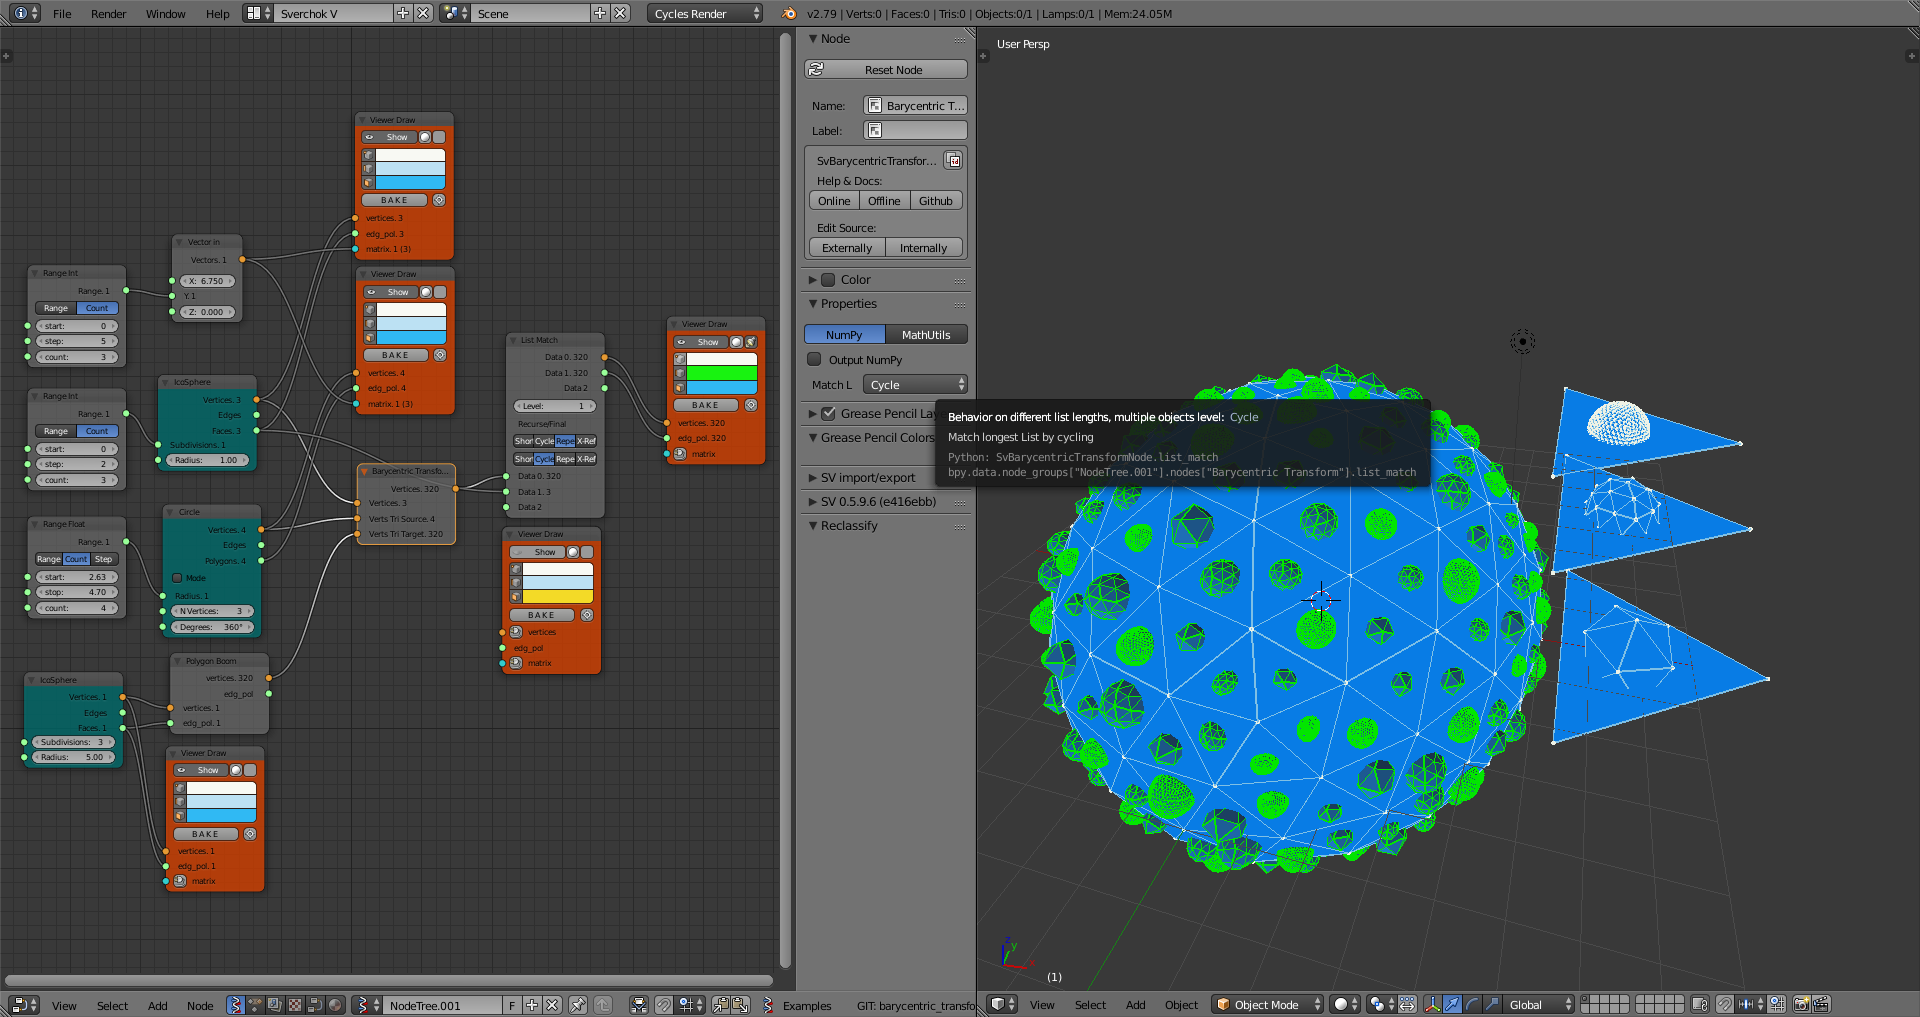 File Render Window Help Sverchok V Scene Cycles Render v2.79 | Verts:0 | Faces:0 | Tris:0 | Objects:0/1 | Lamps:0/1 | Mem:24.05M
Viewer Draw
Show
BAKE
vertices. 3
edg_pol. 3
matrix. 1 (3)
Viewer Draw
Show
BAKE
vertices. 4
edg_pol. 4
matrix. 1 (3)
Vector in
Vectors. 1
X: 6.750
Y. 1
Z: 0.000
Range Int
Range. 1
Range Count
start: 0
step: 5
count: 3
Range Int
Range. 1
Range Count
start: 0
step: 2
count: 3
IcoSphere
Vertices. 3
Edges
Faces. 3
Subdivisions. 1
Radius: 1.00
Range Float
Range. 1
Range Count Step
start: 2.63
stop: 4.70
count: 4
Circle
Vertices. 4
Edges
Polygons. 4
Mode
Radius. 1
N Vertices: 3
Degrees: 360°
Barycentric Transfo...
Vertices. 320
Vertices. 3
Verts Tri Source. 4
Verts Tri Target. 320
List Match
Data 0. 320
Data 1. 320
Data 2
Level: 1
Recurse/Final
Shor Cycle Repe X-Ref
Shor Cycle Repe X-Ref
Data 0. 320
Data 1. 3
Data 2
Viewer Draw
Show
BAKE
vertices. 320
edg_pol. 320
matrix
Viewer Draw
Show
BAKE
vertices
edg_pol
matrix
IcoSphere
Vertices. 1
Edges
Faces. 1
Subdivisions: 3
Radius: 5.00
Polygon Boom
vertices. 320
edg_pol
vertices. 1
edg_pol. 1
Viewer Draw
Show
BAKE
vertices. 1
edg_pol. 1
matrix
Node
Reset Node
Name: Barycentric T...
Label:
SvBarycentricTransfor...
Help & Docs:
Online Offline Github
Edit Source:
Externally Internally
Color
Properties
NumPy MathUtils
Output NumPy
Match L Cycle
Grease Pencil Lay
Grease Pencil Colors
SV import/export
SV 0.5.9.6 (e416ebb)
Reclassify
User Persp
Behavior on different list lengths, multiple objects level: Cycle
Match longest List by cycling
Python: SvBarycentricTransformNode.list_match
bpy.data.node_groups["NodeTree.001"].nodes["Barycentric Transform"].list_match
z
y
x
(1)
View Select Add Node NodeTree.001 F Examples GIT: barycentric_transfo
View Select Add Object Object Mode Global